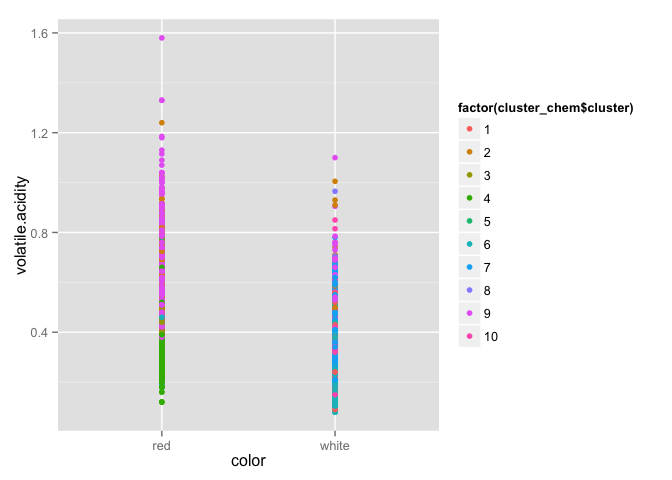 1.6
1.2
0.8
0.4
volatile.acidity
red
white
color
factor(cluster_chem$cluster)
1
2
3
4
5
6
7
8
9
10